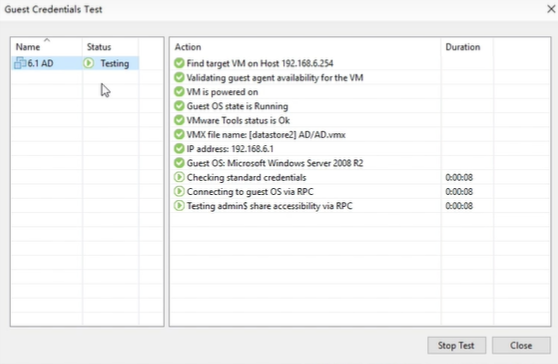 Guest Credentials Test
Name Status
6.1 AD Testing
Action Duration
Find target VM on Host 192.168.6.254
Validating guest agent availability for the VM
VM is powered on
Guest OS state is Running
VMware Tools status is Ok
VMX file name: [datastore2] AD/AD.vmx
IP address: 192.168.6.1
Guest OS: Microsoft Windows Server 2008 R2
Checking standard credentials 0:00:08
Connecting to guest OS via RPC 0:00:08
Testing admin$ share accessibility via RPC 0:00:08
Stop Test Close